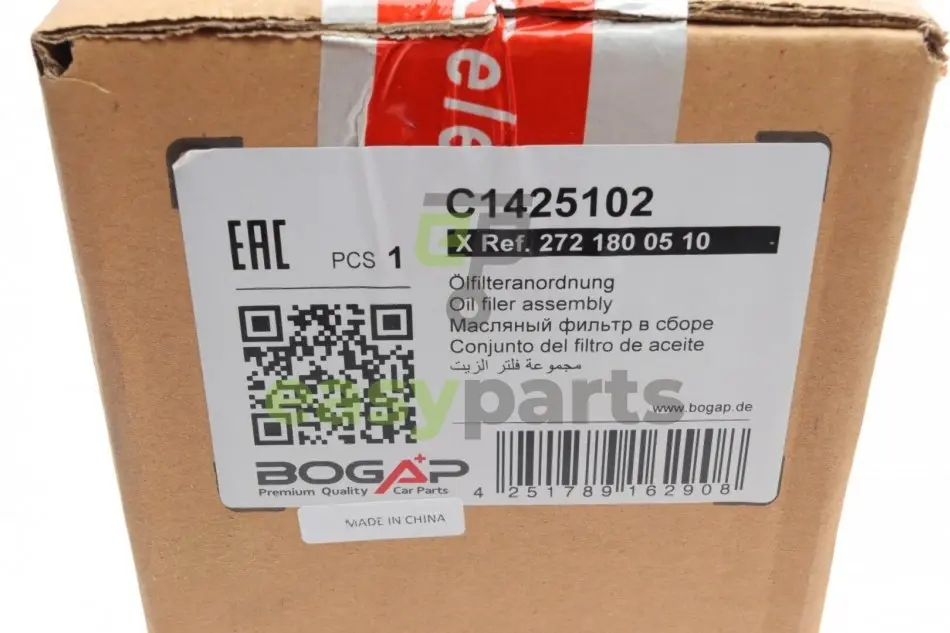 e/e
C1425102
X Ref. 272 180 05 10
EAC
PCS 1
Ölfilteranordnung
Oil filer assembly
Масляный фильтр в сборе
Conjunto del filtro de aceite
مجموعة فلتر الزيت
easyparts
www.bogap.de
BOGAP
Premium Quality Car Parts
4 251789 162908
MADE IN CHINA